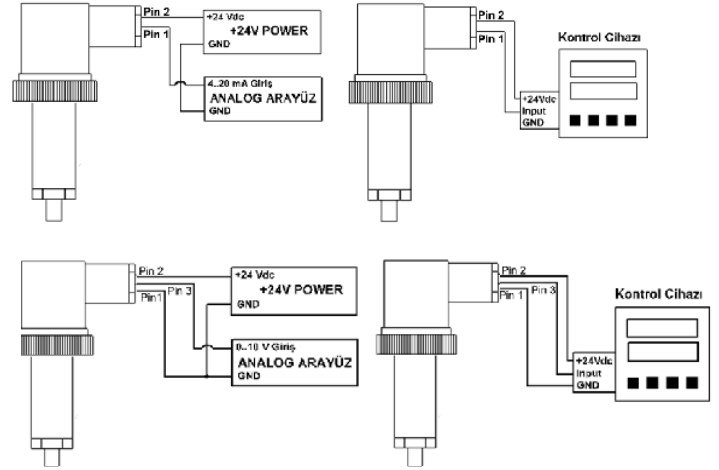 Pin 2
Pin 1
+24 Vdc
+24V POWER
GND
4..20 mA Giriş
ANALOG ARAYÜZ
GND
Pin 2
Pin 1
Kontrol Cihazı
+24Vdc
Input
GND
Pin 2
Pin 3
Pin1
+24 Vdc
+24V POWER
GND
0..10 V Giriş
ANALOG ARAYÜZ
GND
Pin 2
Pin 1
Pin 3
Kontrol Cihazı
+24Vdc
Input
GND